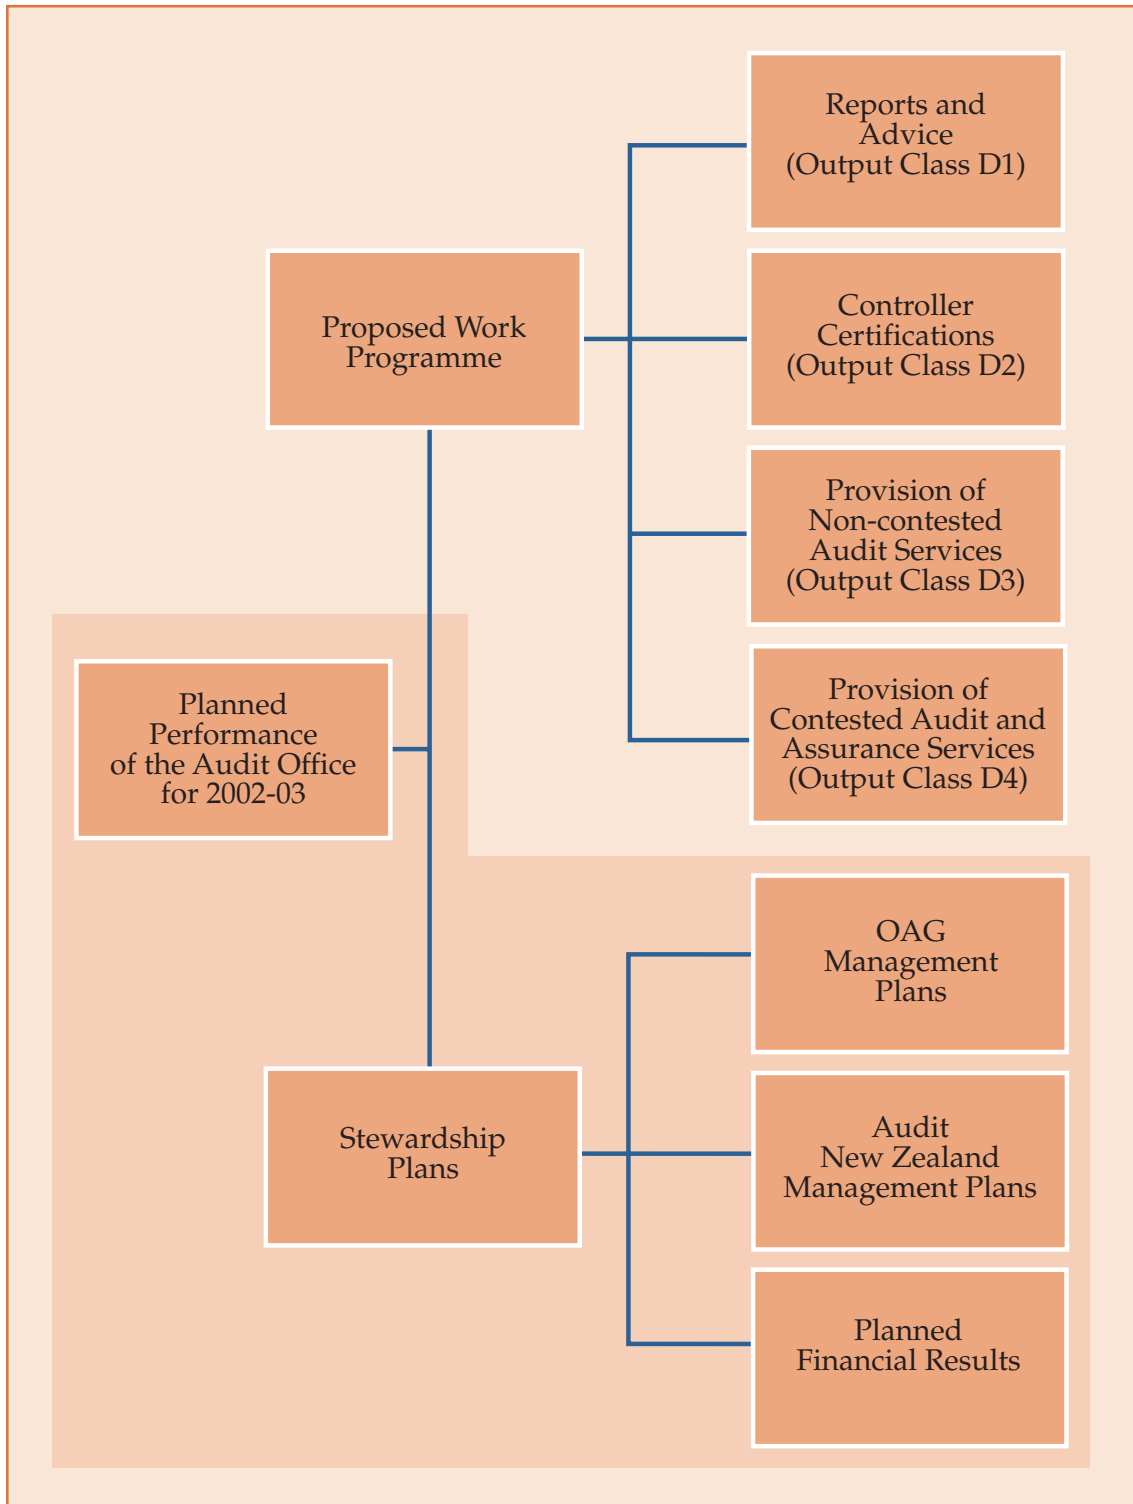 Reports and
Advice
(Output Class D1)
Proposed Work
Programme
Controller
Certifications
(Output Class D2)
Provision of
Non-contested
Audit Services
(Output Class D3)
Planned
Performance
of the Audit Office
for 2002-03
Provision of
Contested Audit and
Assurance Services
(Output Class D4)
OAG
Management
Plans
Stewardship
Plans
Audit
New Zealand
Management Plans
Planned
Financial Results